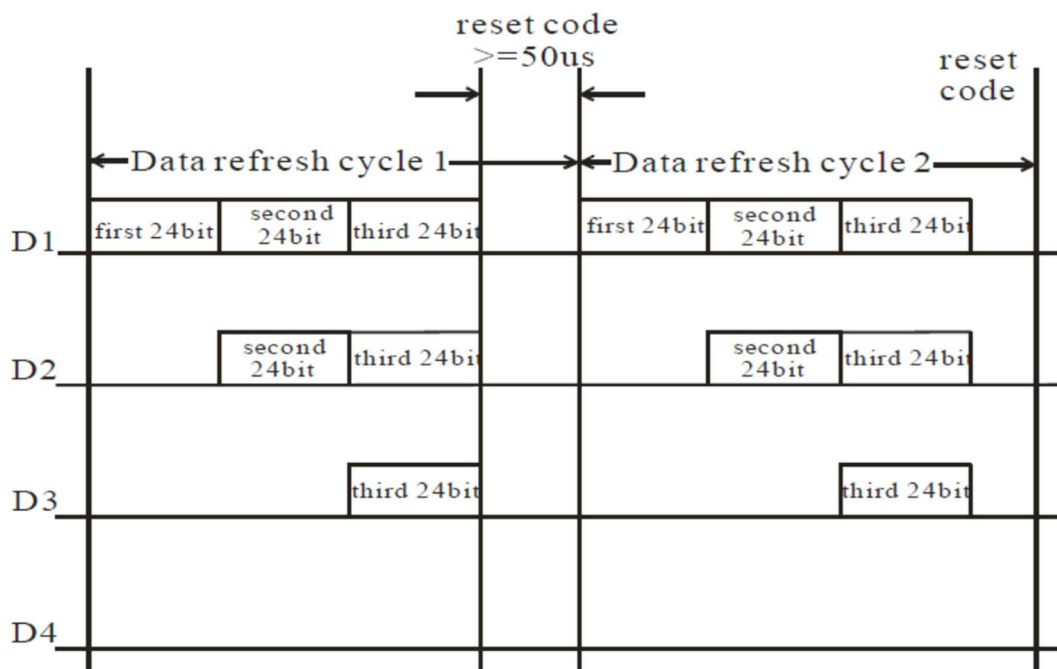 reset code
>=50us
reset
code
Data refresh cycle 1
Data refresh cycle 2
D1
first 24bit
second
24bit
third 24bit
first 24bit
second
24bit
third 24bit
D2
second
24bit
third 24bit
second
24bit
third 24bit
D3
third 24bit
third 24bit
D4